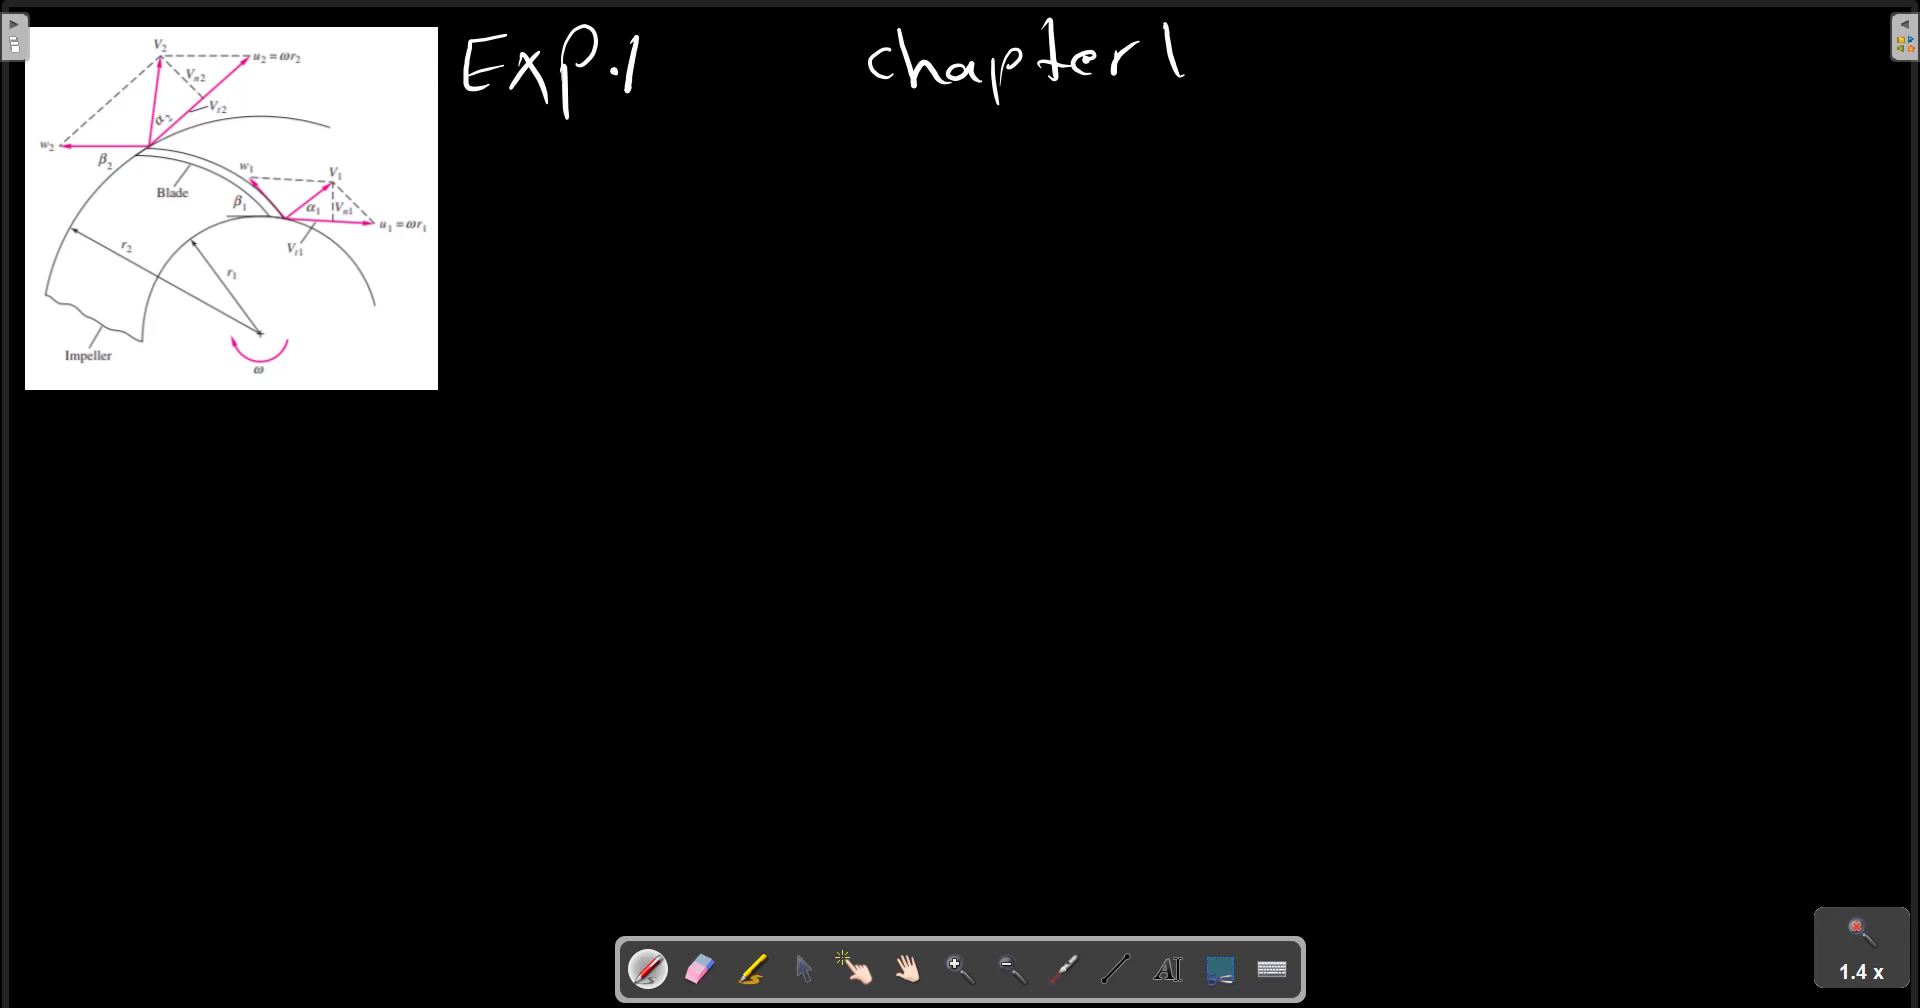 Exp.1 chapter 1
V2
u2 = ωr2
Vn2
Vt2
α2
w2
β2
w1
V1
Blade
β1
α1
Vn1
u1 = ωr1
Vt1
r2
r1
Impeller
ω
AI
1.4 x